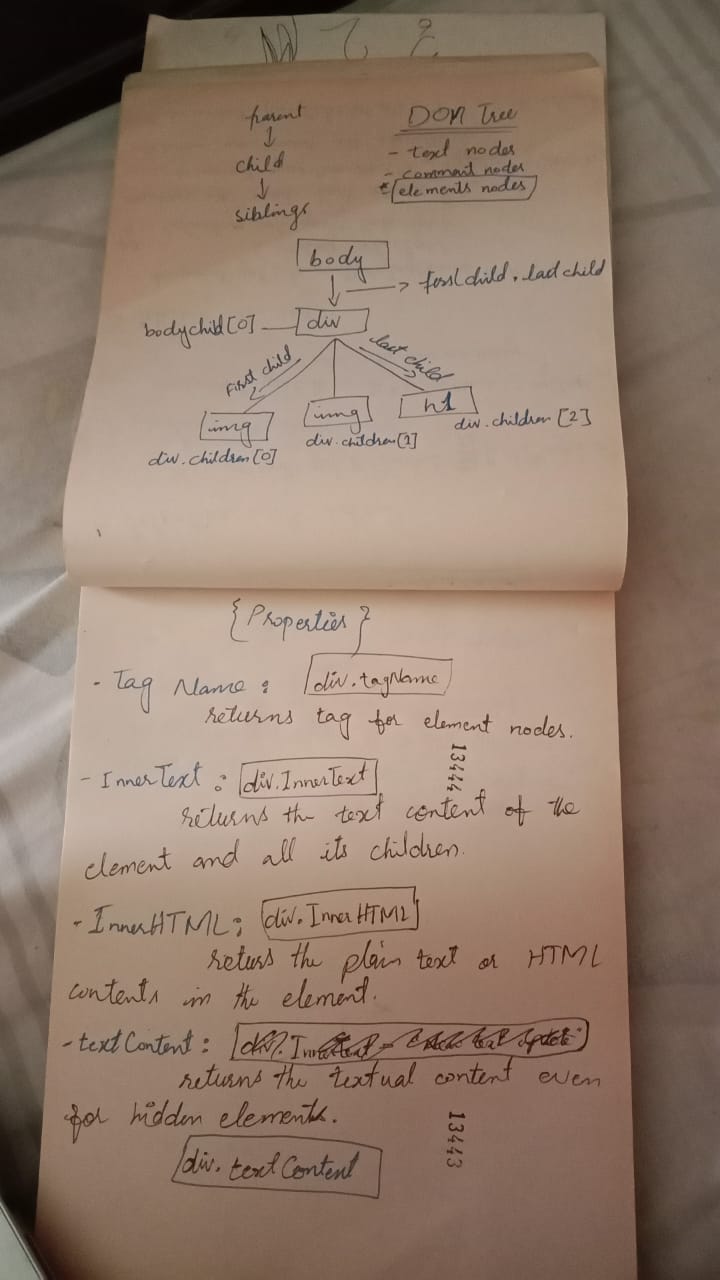 parent
↓
child
↓
siblings
DOM Tree
- text nodes
- comment nodes
* elements nodes
body
↓ → first child, last child
bodychild[0] — div
First child
last child
img
img
h1
div.children[0]
div.children[1]
div.children [2]
{ Properties }
- Tag Name : div.tagName
returns tag for element nodes.
13444
- InnerText : div.InnerText
returns the text content of the
element and all its children.
- InnerHTML : div.InnerHTML
returs the plain text or HTML
contents in the element.
- textContent :
returns the textual content even
for hidden elements.
13443
div. textContent